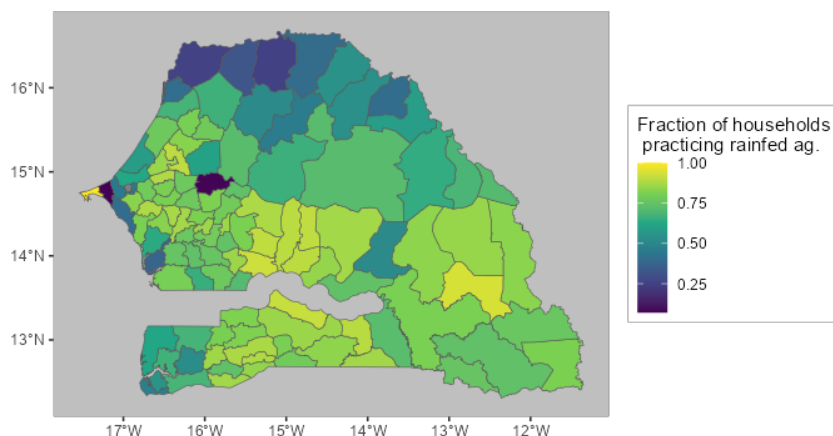 16°N
15°N
14°N
13°N
17°W 16°W 15°W 14°W 13°W 12°W
Fraction of households
practicing rainfed ag.
1.00
0.75
0.50
0.25